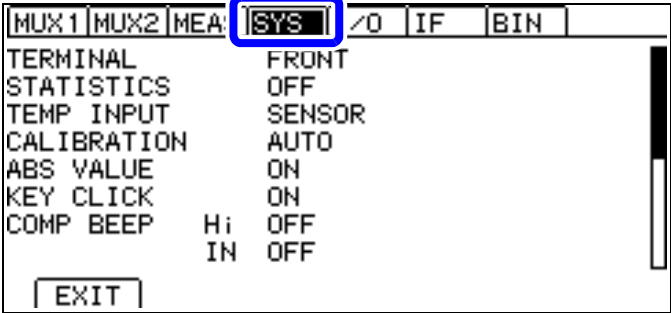 MUX1 MUX2 MEA SYS /O IF BIN
TERMINAL FRONT
STATISTICS OFF
TEMP INPUT SENSOR
CALIBRATION AUTO
ABS VALUE ON
KEY CLICK ON
COMP BEEP Hi OFF
IN OFF
EXIT